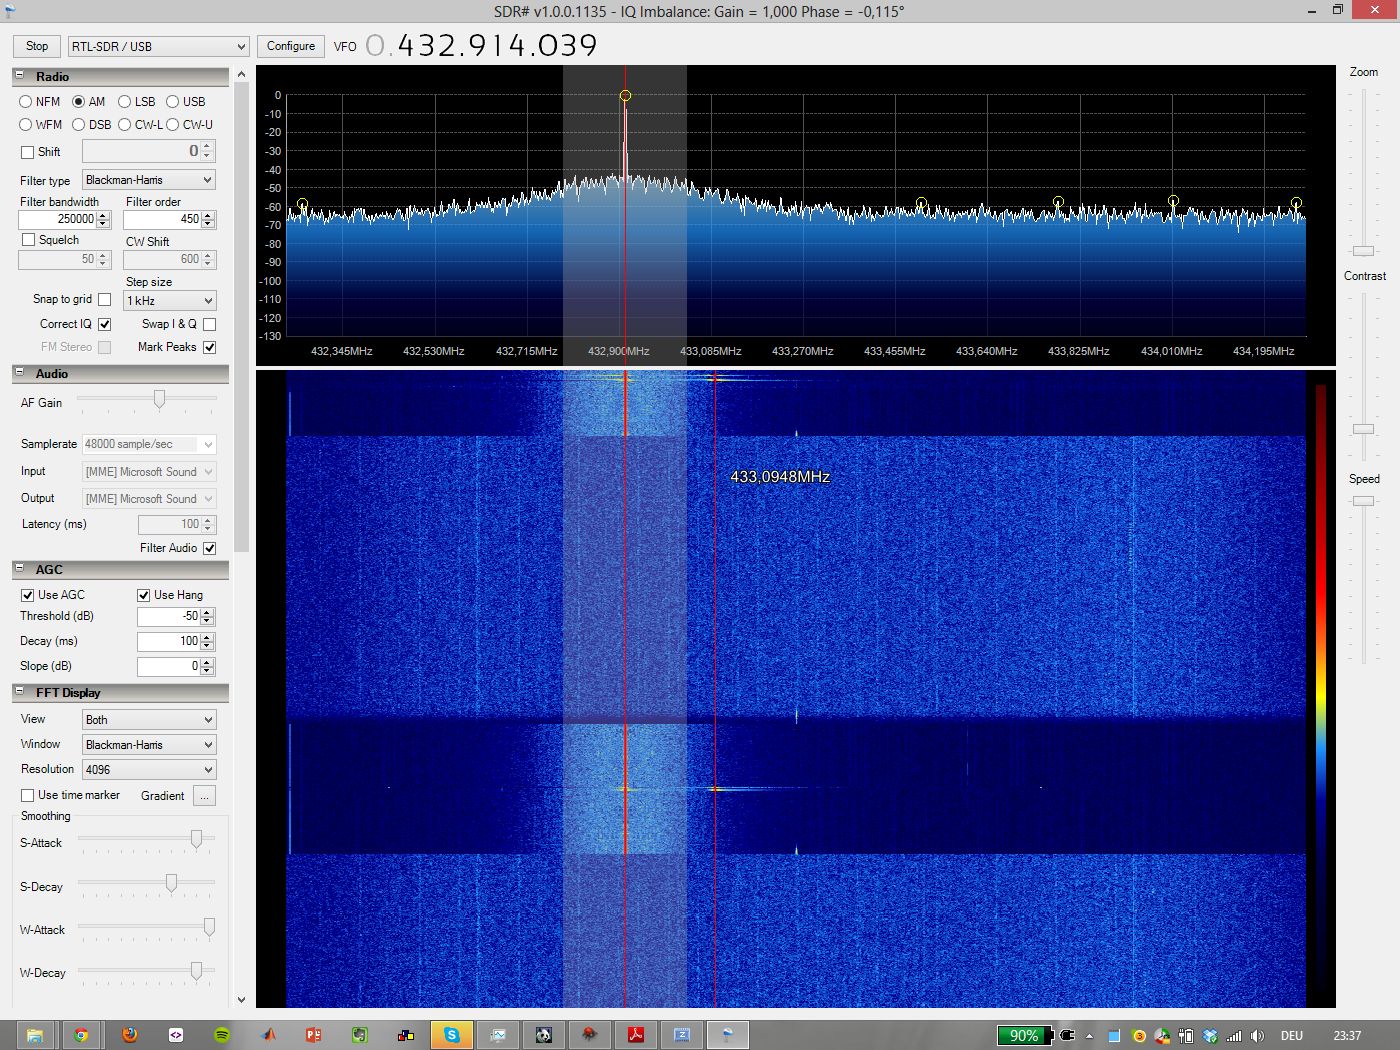 SDR# v1.0.0.1135 - IQ Imbalance: Gain = 1,000 Phase = -0,115°
Stop RTL-SDR / USB Configure VFO 0.432.914.039
Radio
NFM AM LSB USB
WFM DSB CW-L CW-U
Shift 0
Filter type Blackman-Harris
Filter bandwidth Filter order
250000 450
Squelch CW Shift
50 600
Step size
Snap to grid 1 kHz
Correct IQ Swap I & Q
FM Stereo Mark Peaks
Audio
AF Gain
Samplerate 48000 sample/sec
Input [MME] Microsoft Sound
Output [MME] Microsoft Sound
Latency (ms) 100
Filter Audio
AGC
Use AGC Use Hang
Threshold (dB) -50
Decay (ms) 100
Slope (dB) 0
FFT Display
View Both
Window Blackman-Harris
Resolution 4096
Use time marker Gradient ...
Smoothing
S-Attack
S-Decay
W-Attack
W-Decay
0
-10
-20
-30
-40
-50
-60
-70
-80
-90
-100
-110
-120
-130
432,345MHz 432,530MHz 432,715MHz 432,900MHz 433,085MHz 433,270MHz 433,455MHz 433,640MHz 433,825MHz 434,010MHz 434,195MHz
433,0948MHz
Zoom
Contrast
Speed
90% DEU 23:37